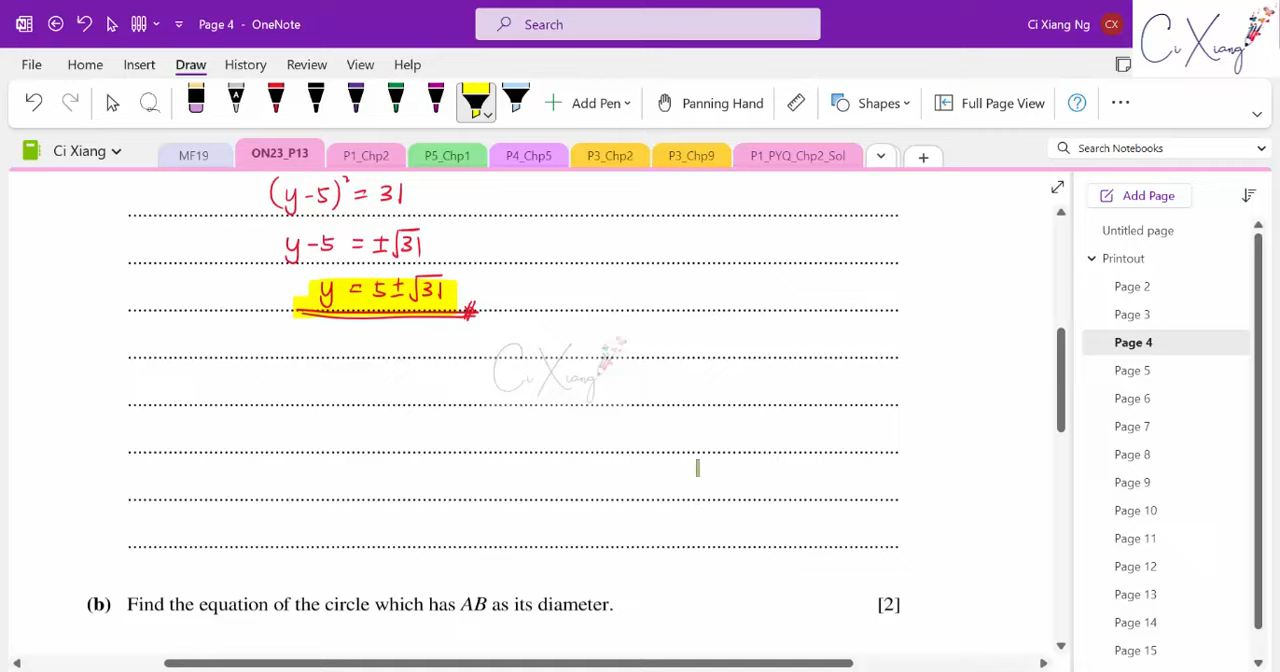 Page 4 - OneNote
Search
Ci Xiang Ng
CX
Ci Xiang
File
Home
Insert
Draw
History
Review
View
Help
Add Pen
Panning Hand
Shapes
Full Page View
Ci Xiang
MF19
ON23_P13
P1_Chp2
P5_Chp1
P4_Chp5
P3_Chp2
P3_Chp9
P1_PYQ_Chp2_Sol
Search Notebooks
(y-5)² = 31
y-5 = ±√31
y = 5±√31
Ci Xiang
(b) Find the equation of the circle which has AB as its diameter. [2]
Add Page
Untitled page
Printout
Page 2
Page 3
Page 4
Page 5
Page 6
Page 7
Page 8
Page 9
Page 10
Page 11
Page 12
Page 13
Page 14
Page 15